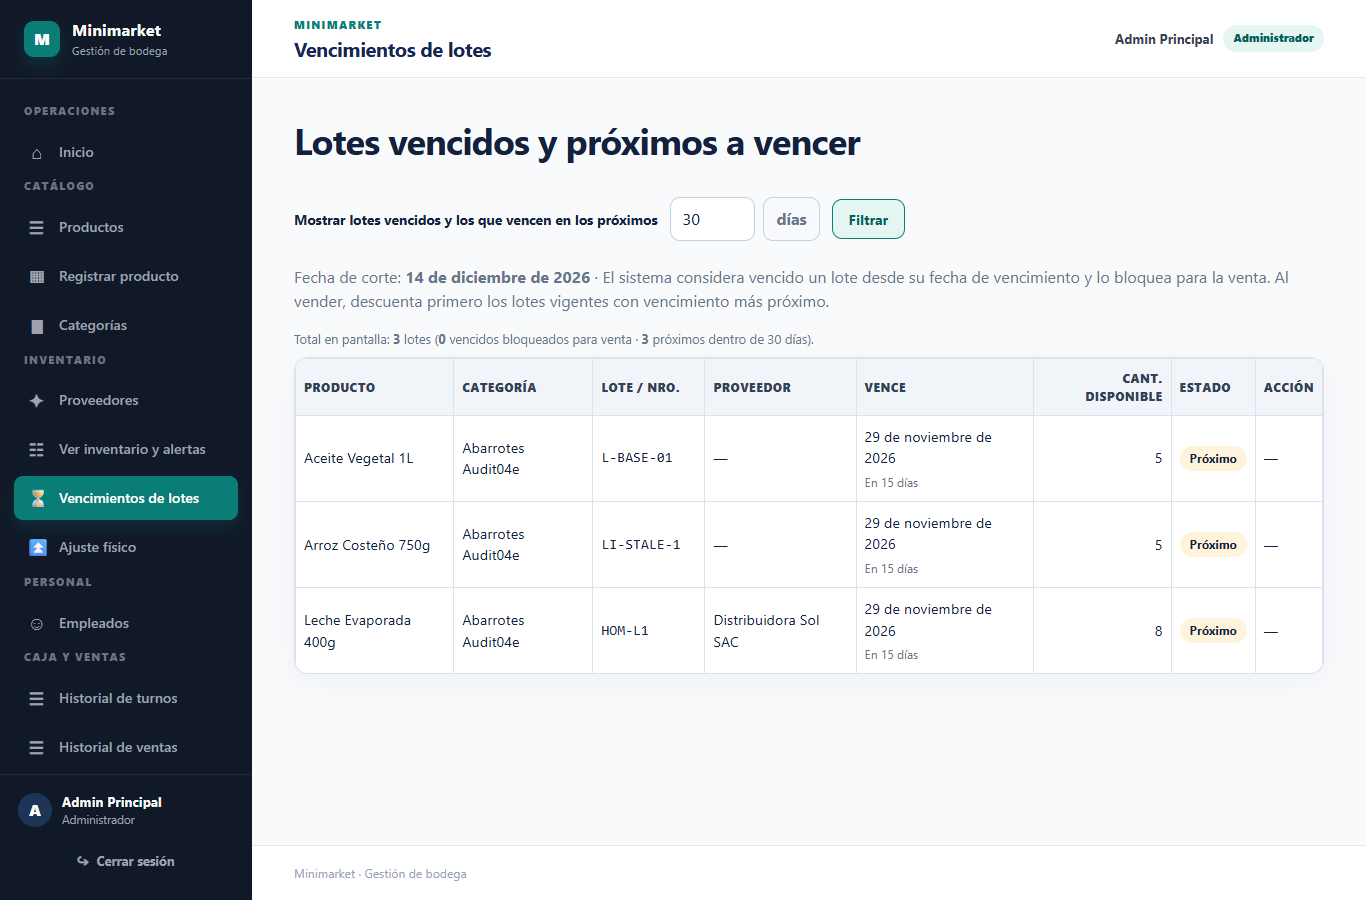 M
Minimarket
Gestión de bodega
OPERACIONES
Inicio
CATÁLOGO
Productos
Registrar producto
Categorías
INVENTARIO
Proveedores
Ver inventario y alertas
Vencimientos de lotes
Ajuste físico
PERSONAL
Empleados
CAJA Y VENTAS
Historial de turnos
Historial de ventas
A
Admin Principal
Administrador
Cerrar sesión
MINIMARKET
Vencimientos de lotes
Admin Principal Administrador
Lotes vencidos y próximos a vencer
Mostrar lotes vencidos y los que vencen en los próximos 30 días Filtrar
Fecha de corte: 14 de diciembre de 2026 · El sistema considera vencido un lote desde su fecha de vencimiento y lo bloquea para la venta. Al
vender, descuenta primero los lotes vigentes con vencimiento más próximo.
Total en pantalla: 3 lotes (0 vencidos bloqueados para venta · 3 próximos dentro de 30 días).
PRODUCTO CATEGORÍA LOTE / NRO. PROVEEDOR VENCE CANT. DISPONIBLE ESTADO ACCIÓN
Aceite Vegetal 1L
Abarrotes
Audit04e
L-BASE-01
—
29 de noviembre de
2026
En 15 días
5
Próximo
—
Arroz Costeño 750g
Abarrotes
Audit04e
LI-STALE-1
—
29 de noviembre de
2026
En 15 días
5
Próximo
—
Leche Evaporada
400g
Abarrotes
Audit04e
HOM-L1
Distribuidora Sol
SAC
29 de noviembre de
2026
En 15 días
8
Próximo
—
Minimarket · Gestión de bodega